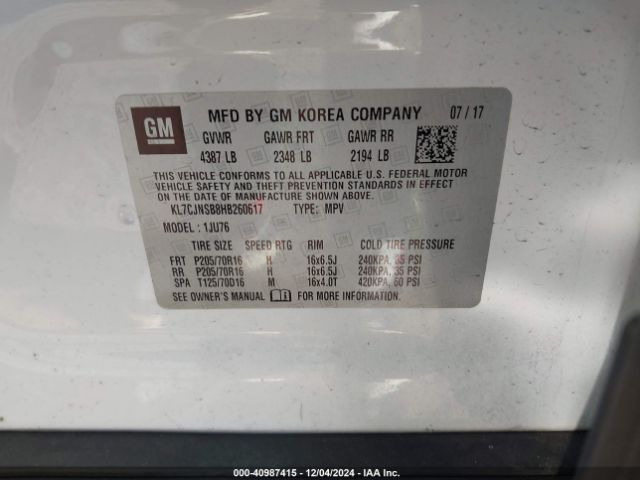 GM
MFD BY GM KOREA COMPANY 07/17
GVWR GAWR FRT GAWR RR
4387 LB 2348 LB 2194 LB
THIS VEHICLE CONFORMS TO ALL APPLICABLE U.S. FEDERAL MOTOR
VEHICLE SAFETY AND THEFT PREVENTION STANDARDS IN EFFECT
ON THE DATE OF MANUFACTURE SHOWN ABOVE.
KL7CJNSB8HB260617 TYPE: MPV
MODEL : 1JU76
TIRE SIZE SPEED RTG RIM COLD TIRE PRESSURE
FRT P205/70R16 H 16x6.5J 240KPA, 35 PSI
RR P205/70R16 H 16x6.5J 240KPA, 35 PSI
SPA T125/70D16 M 16x4.0T 420KPA, 60 PSI
SEE OWNER'S MANUAL FOR MORE INFORMATION.
000-40987415 - 12/04/2024 - IAA Inc.